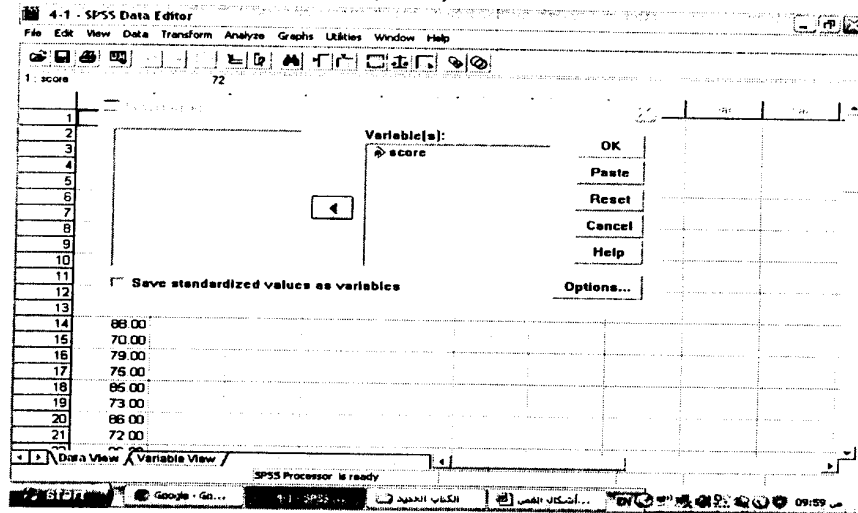 4-1 - SPSS Data Editor
File Edit View Data Transform Analyze Graphs Utilities Window Help
1 : score 72
1
2
Variable(s):
3
score
OK
4
5
Paste
6
7
Reset
8
Cancel
9
10
Help
11
Save standardized values as variables
Options...
12
13
14 88.00
15 70.00
16 79.00
17 75.00
18 85.00
19 73.00
20 86.00
21 72.00
Data View Variable View
SPSS Processor is ready
start
Google - Go...
الكتاب الجديد
أشكال الفص...
EN
09:59 ص